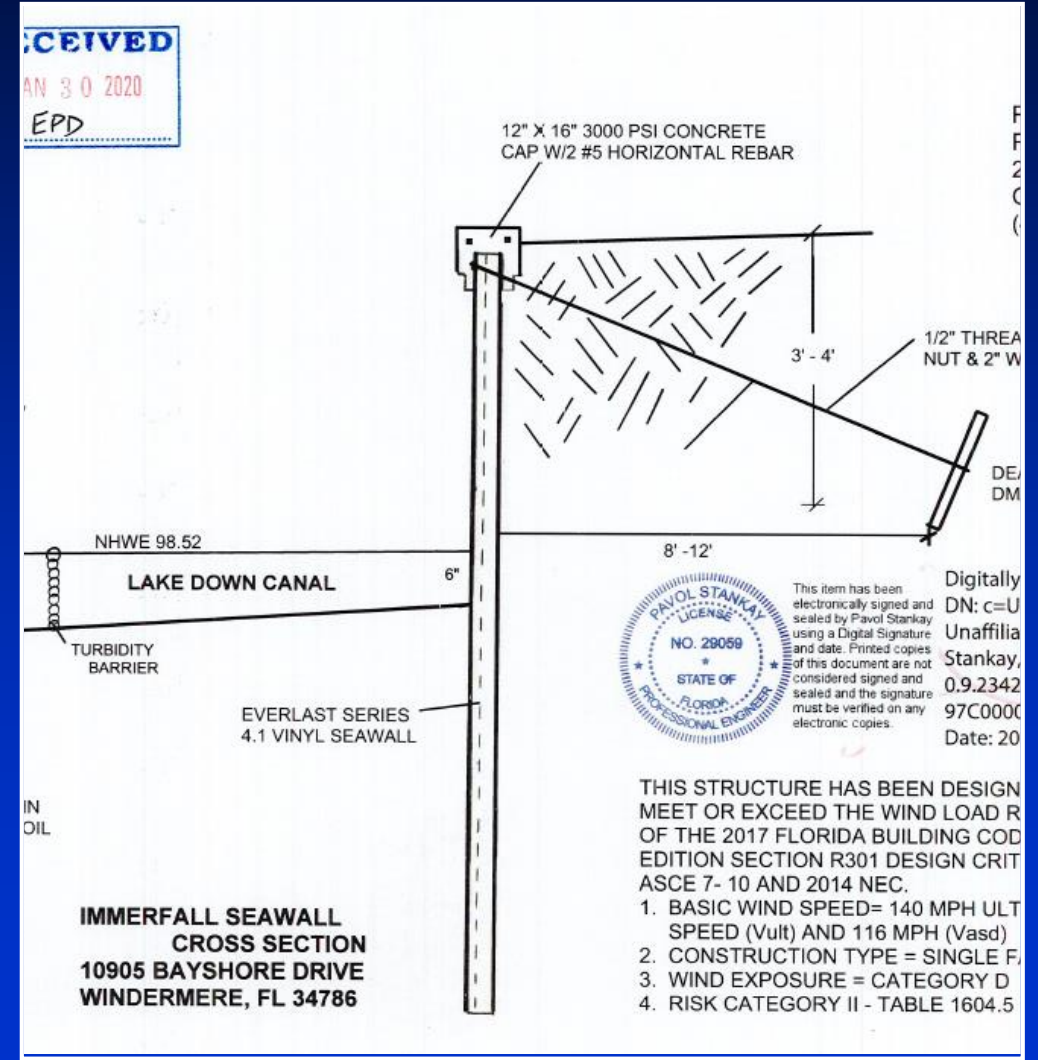 CEIVED
AN 30 2020
EPD
12" X 16" 3000 PSI CONCRETE
CAP W/2 #5 HORIZONTAL REBAR
3' - 4'
1/2" THREA
NUT & 2" W
DEA
DM
NHWE 98.52
LAKE DOWN CANAL
6"
8' -12'
TURBIDITY
BARRIER
EVERLAST SERIES
4.1 VINYL SEAWALL
PAVOL STANKAY
LICENSE
NO. 29059
STATE OF
FLORIDA
PROFESSIONAL ENGINEER
This item has been
electronically signed and
sealed by Pavol Stankay
using a Digital Signature
and date. Printed copies
of this document are not
considered signed and
sealed and the signature
must be verified on any
electronic copies.
Digitally
DN: c=U
Unaffilia
Stankay,
0.9.2342
97C0000
Date: 20
IN
OIL
IMMERFALL SEAWALL
CROSS SECTION
10905 BAYSHORE DRIVE
WINDERMERE, FL 34786
THIS STRUCTURE HAS BEEN DESIGN
MEET OR EXCEED THE WIND LOAD R
OF THE 2017 FLORIDA BUILDING COD
EDITION SECTION R301 DESIGN CRIT
ASCE 7- 10 AND 2014 NEC.
1. BASIC WIND SPEED= 140 MPH ULT
SPEED (Vult) AND 116 MPH (Vasd)
2. CONSTRUCTION TYPE = SINGLE FA
3. WIND EXPOSURE = CATEGORY D
4. RISK CATEGORY II - TABLE 1604.5